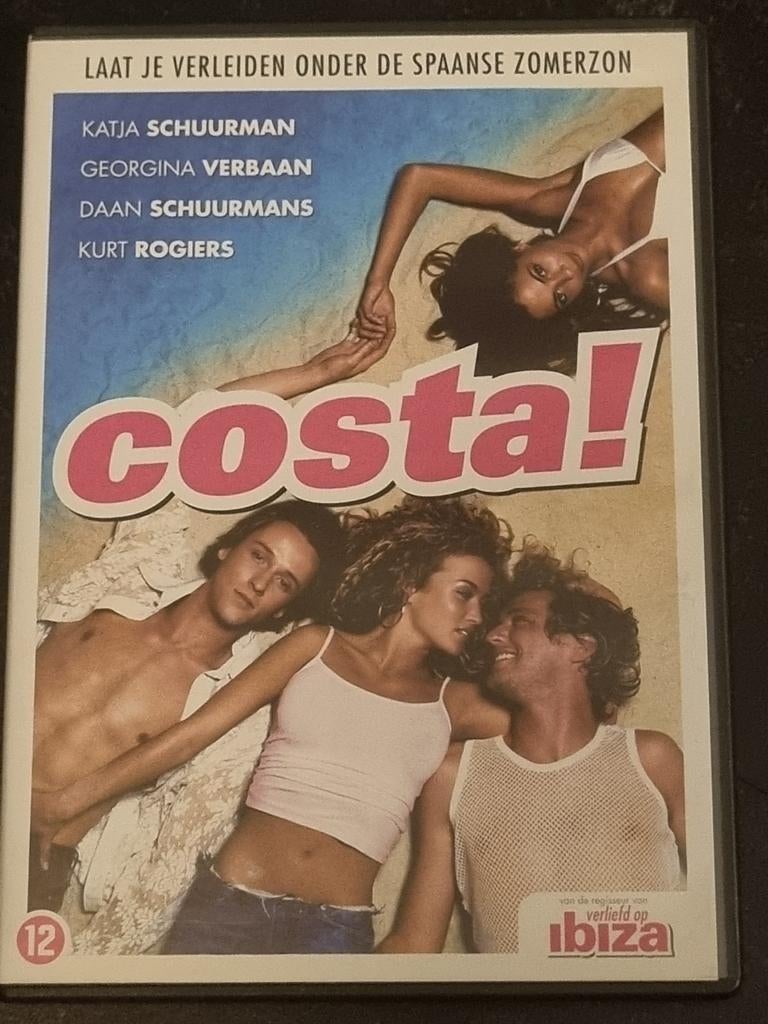 LAAT JE VERLEIDEN ONDER DE SPAANSE ZOMERZON
KATJA SCHUURMAN
GEORGINA VERBAAN
DAAN SCHUURMANS
KURT ROGIERS
costa!
12
van de regisseur van
verliefd op
ibiza